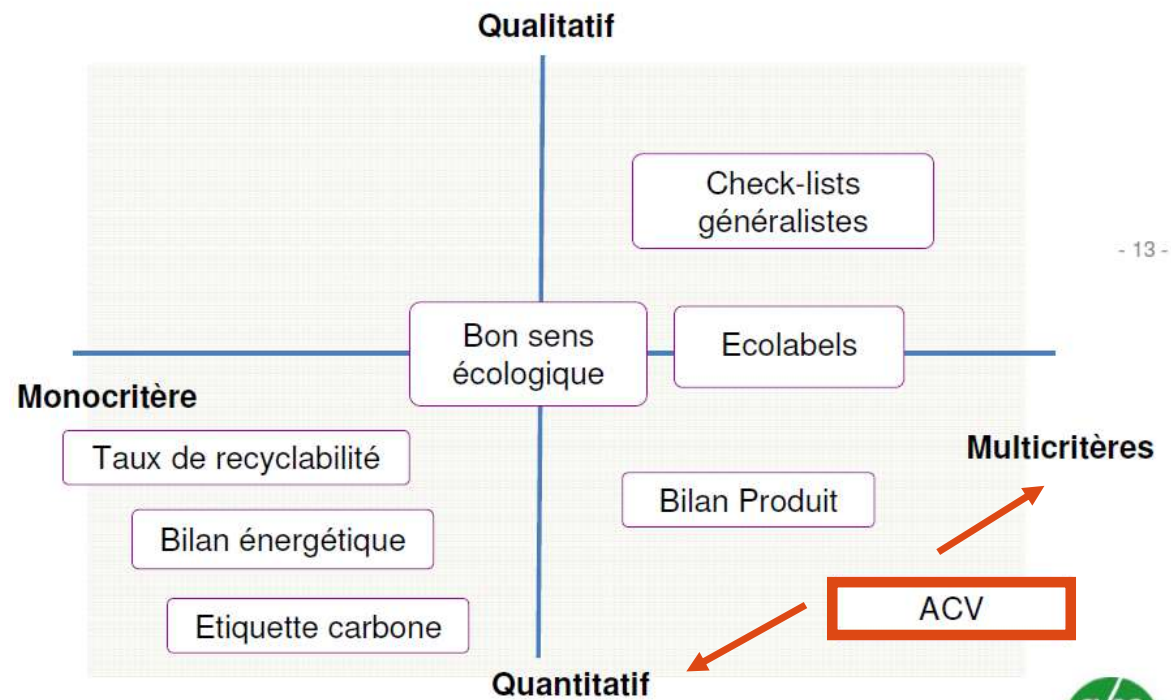 Qualitatif
Check-lists
généralistes
- 13 -
Bon sens
écologique
Ecolabels
Monocritère
Taux de recyclabilité
Multicritères
Bilan Produit
Bilan énergétique
ACV
Etiquette carbone
Quantitatif